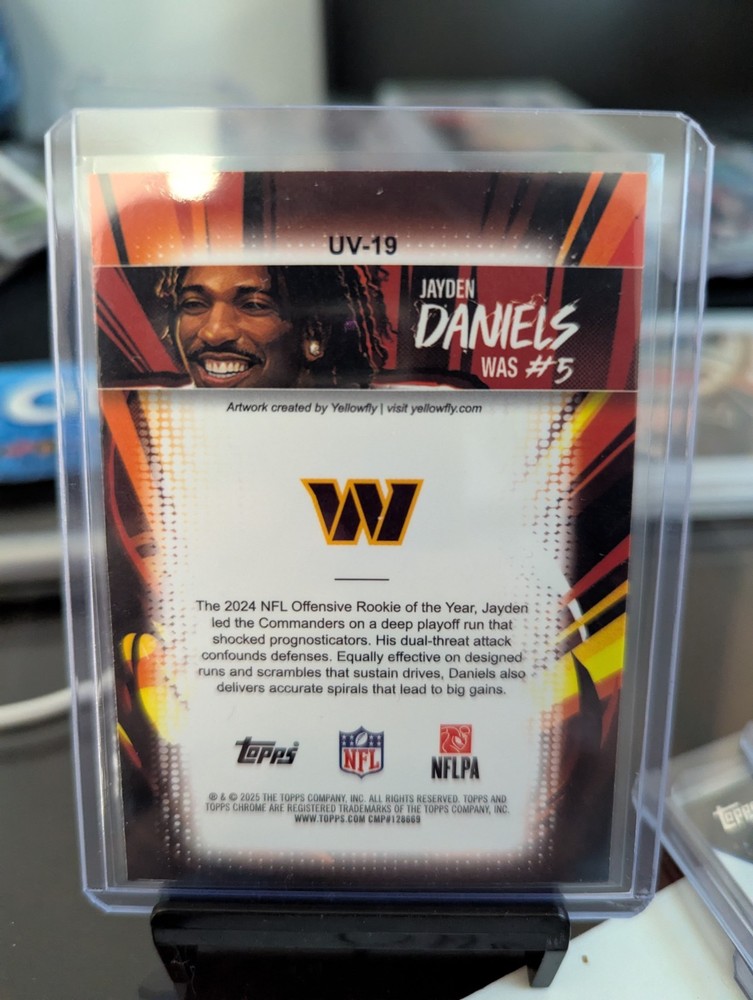 UV-19
JAYDEN
DANIELS
WAS #5
Artwork created by Yellowfly | visit yellowfly.com
W
The 2024 NFL Offensive Rookie of the Year, Jayden
led the Commanders on a deep playoff run that
shocked prognosticators. His dual-threat attack
confounds defenses. Equally effective on designed
runs and scrambles that sustain drives, Daniels also
delivers accurate spirals that lead to big gains.
Topps
NFL
NFLPA
® & © 2025 THE TOPPS COMPANY, INC. ALL RIGHTS RESERVED. TOPPS AND
TOPPS CHROME ARE REGISTERED TRADEMARKS OF THE TOPPS COMPANY, INC.
WWW.TOPPS.COM CMP#128669